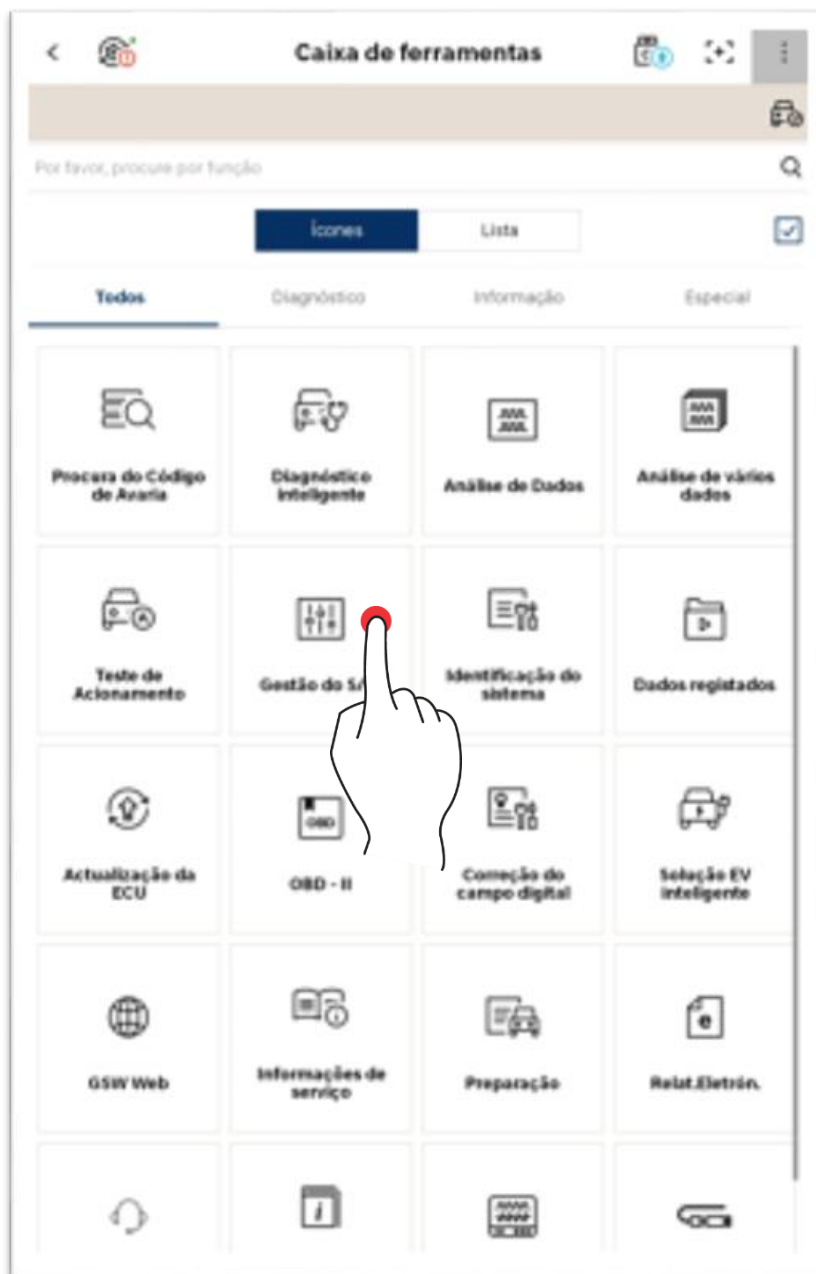 Caixa de ferramentas
Por favor, procure por função
Ícones
Lista
Todos
Diagnóstico
Informação
Especial
Procura do Código
de Avaria
Diagnóstico
inteligente
Análise de Dados
Análise de vários
dados
Teste de
Acionamento
Gestão do S/
Identificação do
sistema
Dados registados
Actualização da
ECU
OBD
OBD - II
Correção do
campo digital
Solução EV
inteligente
GSW Web
Informações de
serviço
Preparação
e
Relat.Eletrón.
i